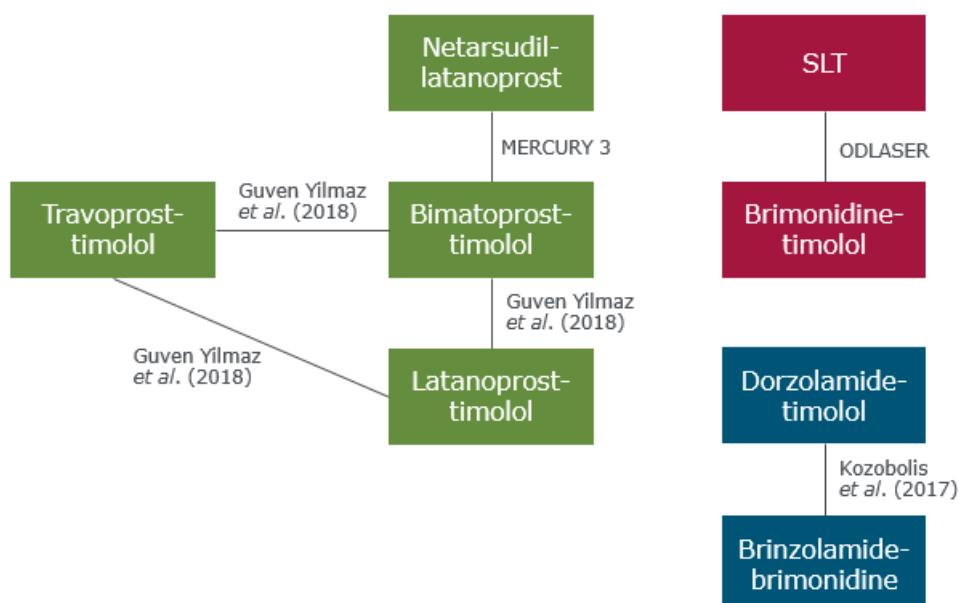 Netarsudil-
latanoprost
SLT
MERCURY 3
ODLASER
Travoprost-
timolol
Guven Yilmaz
et al. (2018)
Bimatoprost-
timolol
Brimonidine-
timolol
Guven Yilmaz
et al. (2018)
Guven Yilmaz
et al. (2018)
Latanoprost-
timolol
Dorzolamide-
timolol
Kozobolis
et al. (2017)
Brinzolamide-
brimonidine